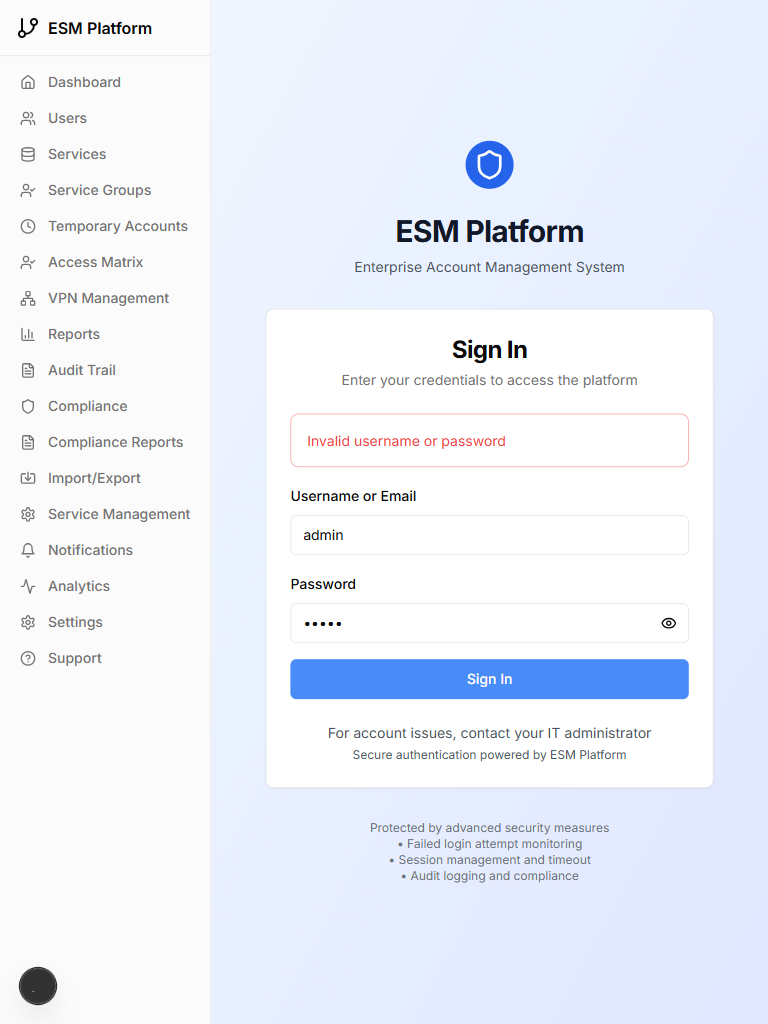 ESM Platform
Dashboard
Users
Services
Service Groups
Temporary Accounts
Access Matrix
VPN Management
Reports
Audit Trail
Compliance
Compliance Reports
Import/Export
Service Management
Notifications
Analytics
Settings
Support
ESM Platform
Enterprise Account Management System
Sign In
Enter your credentials to access the platform
Invalid username or password
Username or Email
admin
Password
•••••
Sign In
For account issues, contact your IT administrator
Secure authentication powered by ESM Platform
Protected by advanced security measures
• Failed login attempt monitoring
• Session management and timeout
• Audit logging and compliance